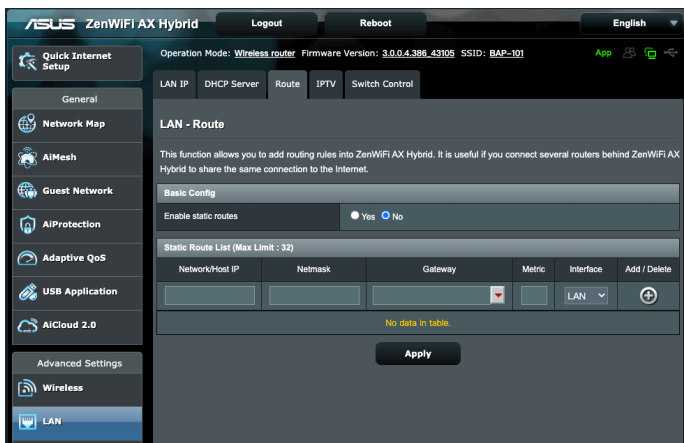 ASUS ZenWiFi AX Hybrid Logout Reboot English
Quick Internet Setup
Operation Mode: Wireless router Firmware Version: 3.0.0.4.386_43105 SSID: BAP-101 App
LAN IP DHCP Server Route IPTV Switch Control
General
Network Map
AiMesh
Guest Network
AiProtection
Adaptive QoS
USB Application
AiCloud 2.0
Advanced Settings
Wireless
LAN
LAN - Route
This function allows you to add routing rules into ZenWiFi AX Hybrid. It is useful if you connect several routers behind ZenWiFi AX
Hybrid to share the same connection to the Internet.
Basic Config
Enable static routes Yes No
Static Route List (Max Limit : 32)
Network/Host IP Netmask Gateway Metric Interface Add / Delete
LAN
No data in table.
Apply